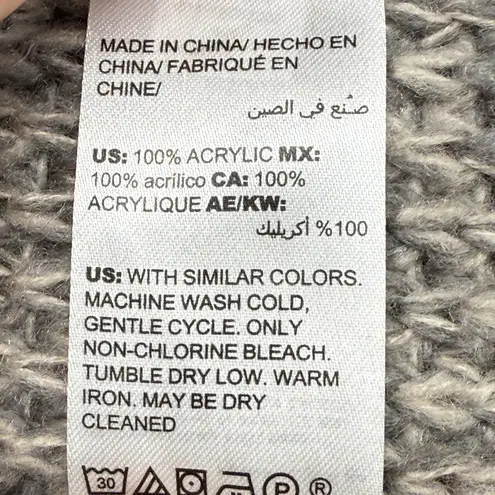 MADE IN CHINA/ HECHO EN
CHINA/ FABRIQUÉ EN
CHINE/
صُنع في الصين
US: 100% ACRYLIC MX:
100% acrílico CA: 100%
ACRYLIQUE AE/KW:
100% أكريليك
US: WITH SIMILAR COLORS.
MACHINE WASH COLD,
GENTLE CYCLE. ONLY
NON-CHLORINE BLEACH.
TUMBLE DRY LOW. WARM
IRON. MAY BE DRY
CLEANED
30 P ®